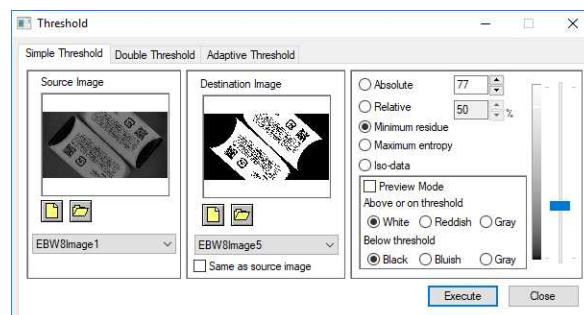 Threshold
Simple Threshold Double Threshold Adaptive Threshold
Source Image
EBW8Image1
Destination Image
EBW8Image5
Same as source image
Absolute 77
Relative 50 %
Minimum residue
Maximum entropy
Iso-data
Preview Mode
Above or on threshold
White Reddish Gray
Below threshold
Black Bluish Gray
Execute Close